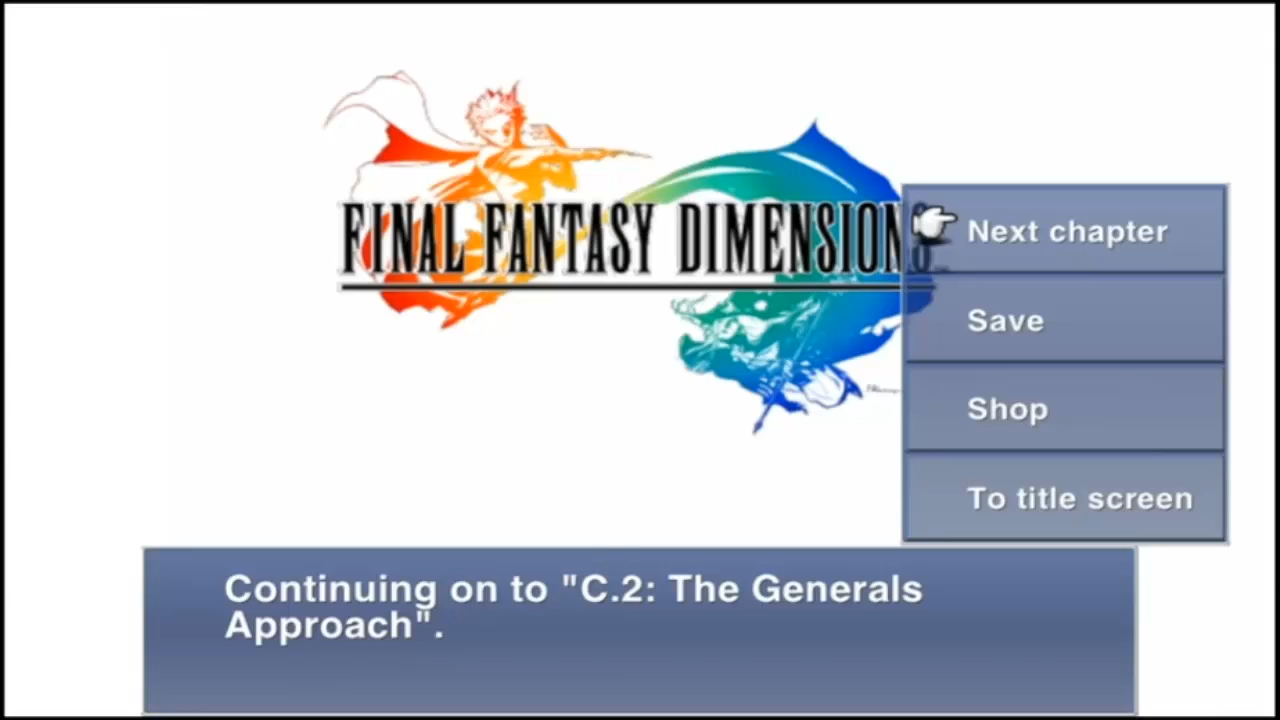 FINAL FANTASY DIMENSIONS
Next chapter
Save
Shop
To title screen
Continuing on to "C.2: The Generals
Approach".